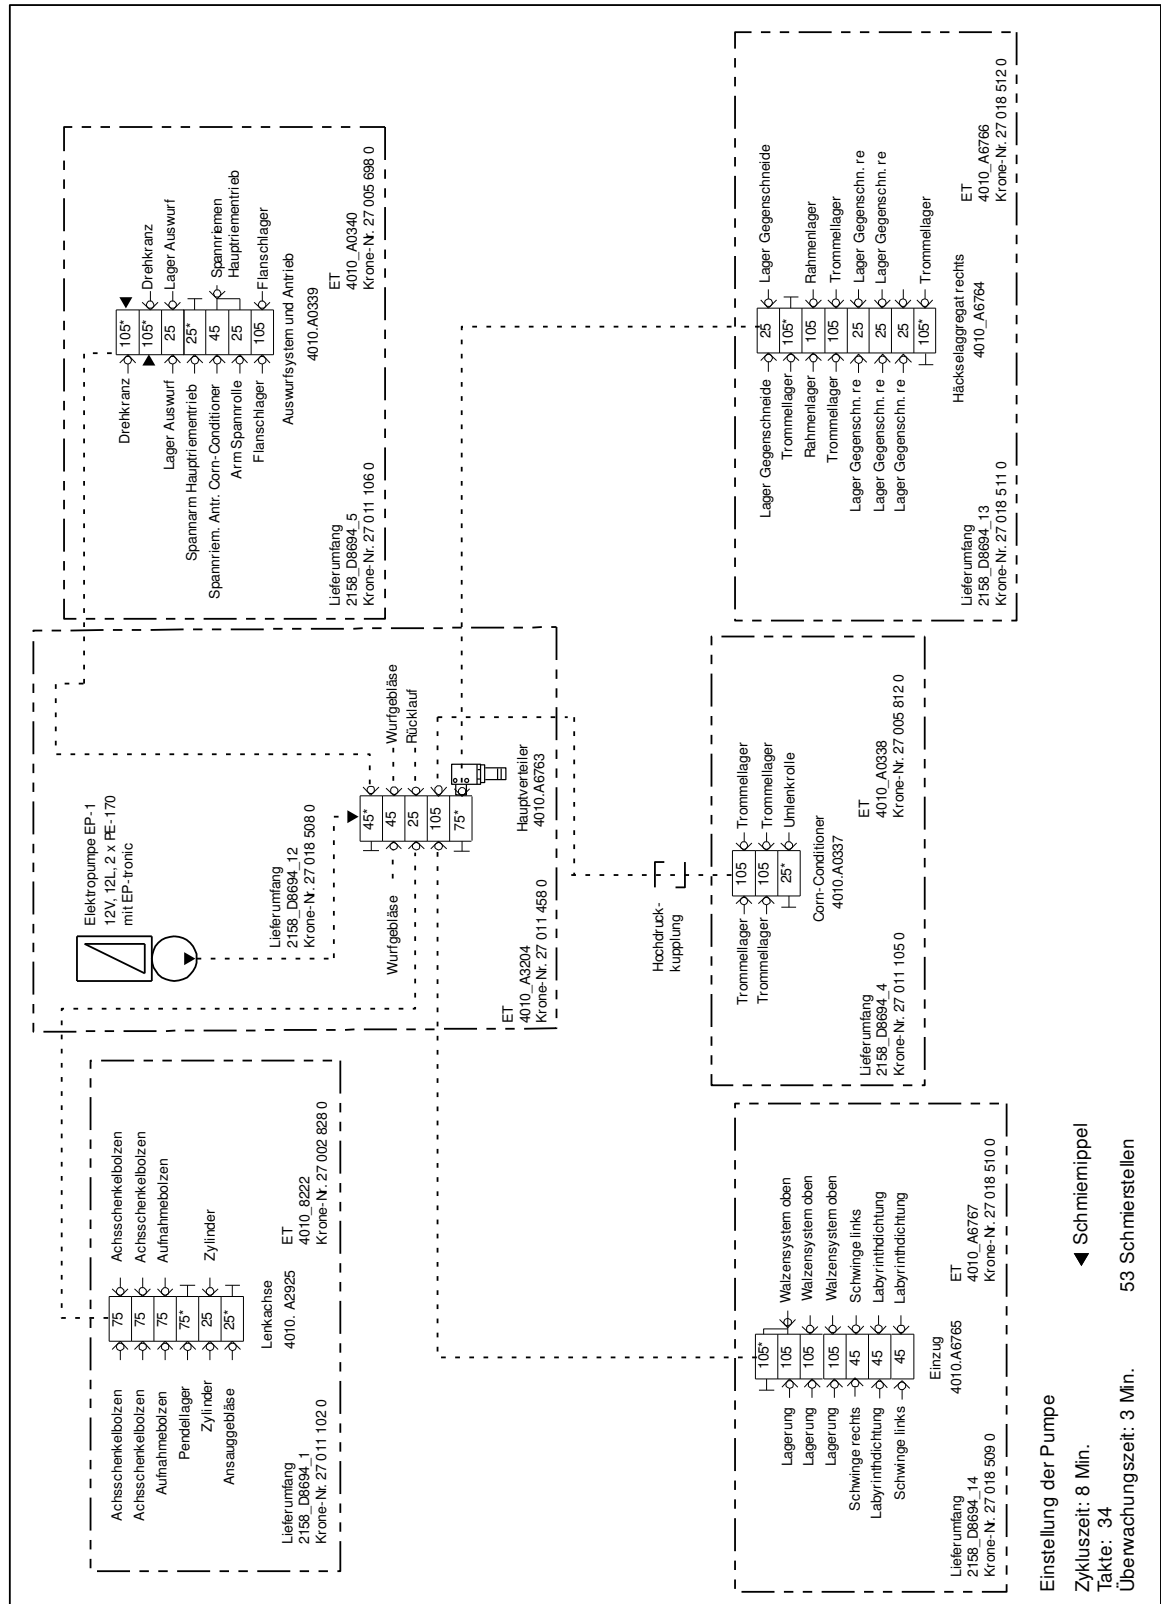 Achsschenkelbolzen
Achsschenkelbolzen
Aufnahmebolzen
Pendellager
Zylinder
Ansauggebläse
75
75
75
75*
25
25*
Achsschenkelbolzen
Achsschenkelbolzen
Aufnahmebolzen
Zylinder
Lenkachse
4010. A2925
Lieferumfang
2158_D8694_1
Krone-Nr. 27 011 102 0
ET
4010_8222
Krone-Nr. 27 002 828 0
Elektropumpe EP-1
12V, 12L, 2 x PE-170
mit EP-tronic
Lieferumfang
2158_D8694_12
Krone-Nr. 27 018 508 0
Wurfgebläse
45*
45
25
105
75*
Wurfgebläse
Rücklauf
Hauptverteiler
4010.A6763
ET
4010_A3204
Krone-Nr. 27 011 458 0
Drehkranz
Lager Auswurf
Spannarm Hauptriementrieb
Spannriem. Antr. Corn-Conditioner
Arm Spannrolle
Flanschlager
105*
105*
25
25*
45
25
105
Drehkranz
Lager Auswurf
Spannriemen
Hauptriementrieb
Flanschlager
Auswurfsystem und Antrieb
4010.A0339
Lieferumfang
2158_D8694_5
Krone-Nr. 27 011 106 0
ET
4010_A0340
Krone-Nr. 27 005 698 0
Lagerung
Lagerung
Lagerung
Schwinge rechts
Labyrinthdichtung
Schwinge links
105*
105
105
105
45
45
45
Walzensystem oben
Walzensystem oben
Walzensystem oben
Schwinge links
Labyrinthdichtung
Labyrinthdichtung
Einzug
4010.A6765
Lieferumfang
2158_D8694_14
Krone-Nr. 27 018 509 0
ET
4010_A6767
Krone-Nr. 27 018 510 0
Hochdruck-
kupplung
Trommellager
Trommellager
105
105
25*
Trommellager
Trommellager
Umlenkrolle
Corn-Conditioner
4010.A0337
Lieferumfang
2158_D8694_4
Krone-Nr. 27 011 105 0
ET
4010_A0338
Krone-Nr. 27 005 812 0
Lager Gegenschneide
Trommellager
Rahmenlager
Trommellager
Lager Gegenschn. re
Lager Gegenschn. re
Lager Gegenschn. re
25
105*
105
105
25
25
25
105*
Lager Gegenschneide
Rahmenlager
Trommellager
Lager Gegenschn. re
Lager Gegenschn. re
Trommellager
Häckselaggregat rechts
4010_A6764
Lieferumfang
2158_D8694_13
Krone-Nr. 27 018 511 0
ET
4010_A6766
Krone-Nr. 27 018 512 0
Einstellung der Pumpe
Zykluszeit: 8 Min.
Takte: 34
Überwachungszeit: 3 Min.
Schmiernippel
53 Schmierstellen